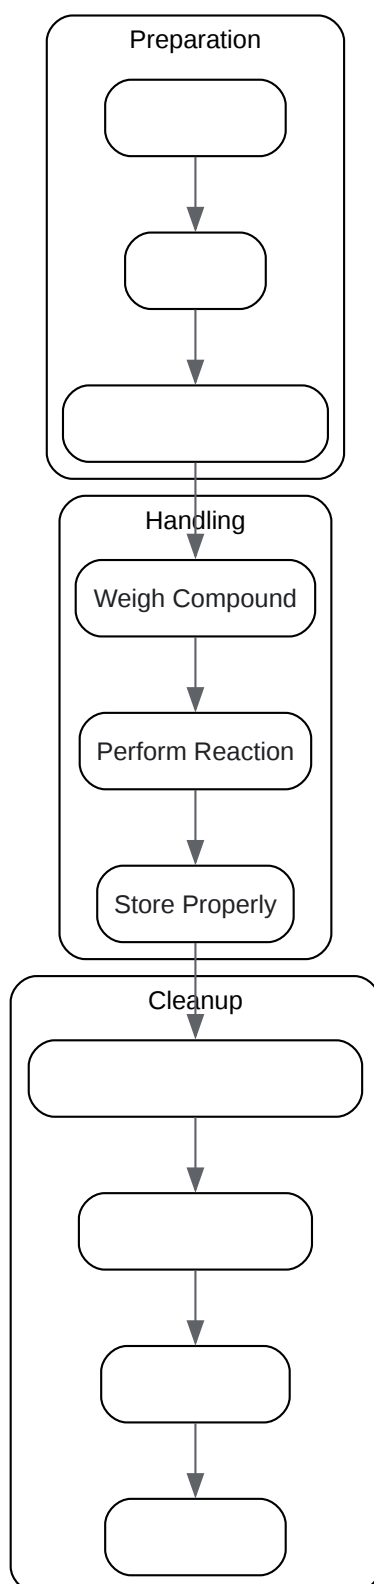 Preparation
Handling
Weigh Compound
Perform Reaction
Store Properly
Cleanup